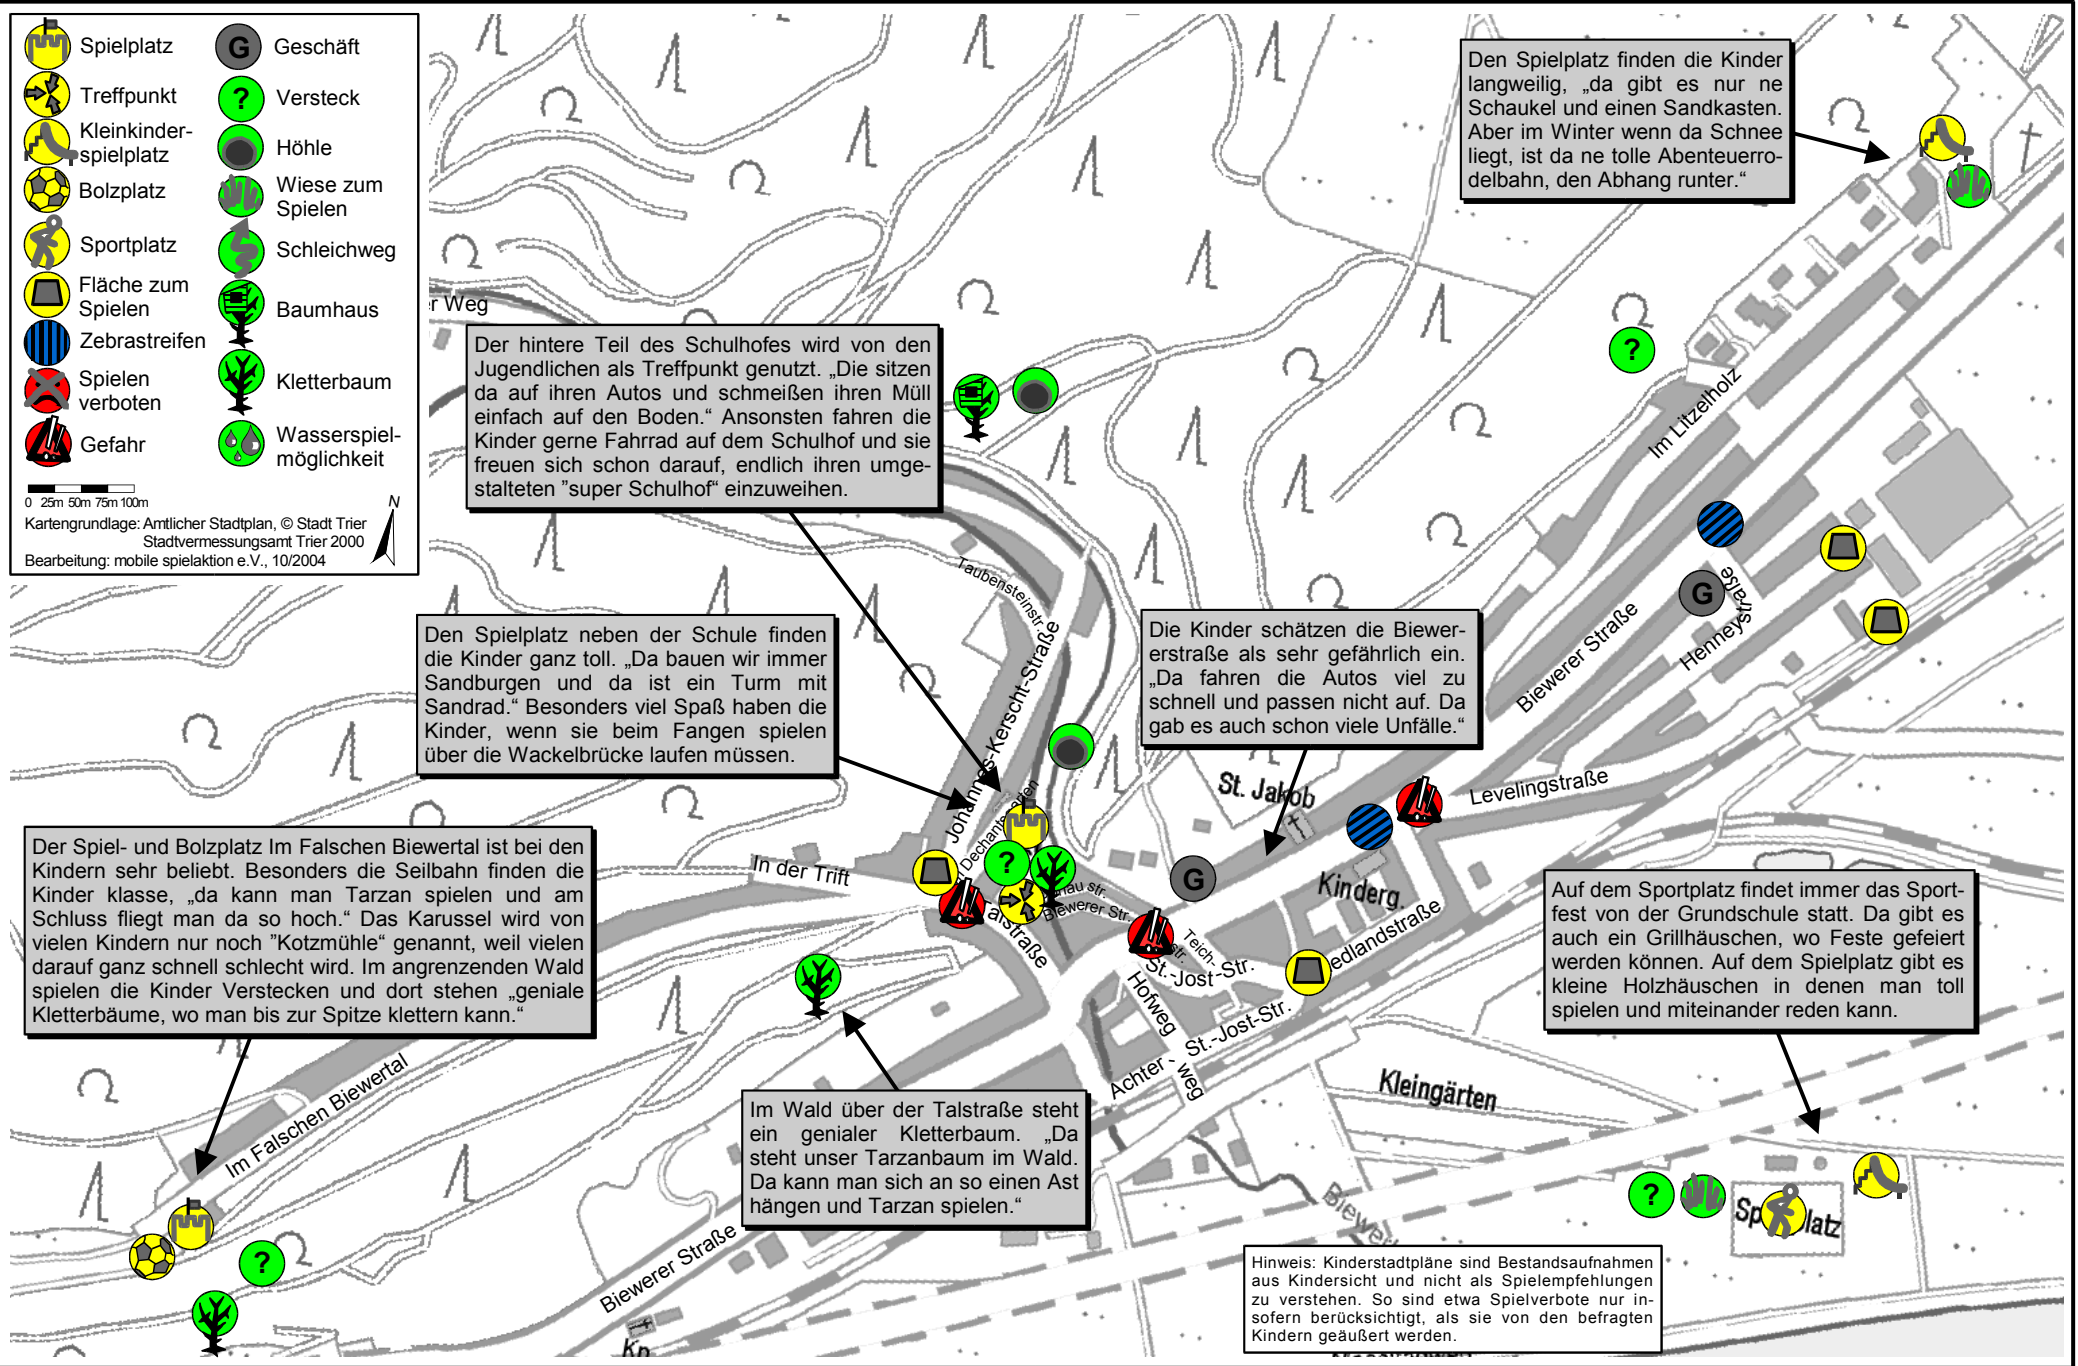 Spielplatz
Treffpunkt
Kleinkinder-
spielplatz
Bolzplatz
Sportplatz
Fläche zum
Spielen
Zebrastreifen
Spielen
verboten
Gefahr
G Geschäft
? Versteck
Höhle
Wiese zum
Spielen
Schleichweg
Baumhaus
Kletterbaum
Wasserspiel-
möglichkeit
0 25m 50m 75m 100m
N
Kartengrundlage: Amtlicher Stadtplan, © Stadt Trier
Stadtvermessungsamt Trier 2000
Bearbeitung: mobile spielaktion e.V., 10/2004
Den Spielplatz finden die Kinder
langweilig, „da gibt es nur ne
Schaukel und einen Sandkasten.
Aber im Winter wenn da Schnee
liegt, ist da ne tolle Abenteuerro-
delbahn, den Abhang runter.“
er Weg
Der hintere Teil des Schulhofes wird von den
Jugendlichen als Treffpunkt genutzt. „Die sitzen
da auf ihren Autos und schmeißen ihren Müll
einfach auf den Boden.“ Ansonsten fahren die
Kinder gerne Fahrrad auf dem Schulhof und sie
freuen sich schon darauf, endlich ihren umge-
stalteten ”super Schulhof“ einzuweihen.
?
Im Litzelholz
Taubensteinstr.
G
Henneystraße
Biewerer Straße
Den Spielplatz neben der Schule finden
die Kinder ganz toll. „Da bauen wir immer
Sandburgen und da ist ein Turm mit
Sandrad.“ Besonders viel Spaß haben die
Kinder, wenn sie beim Fangen spielen
über die Wackelbrücke laufen müssen.
Johannes-Kerscht-Straße
Die Kinder schätzen die Biewer-
erstraße als sehr gefährlich ein.
„Da fahren die Autos viel zu
schnell und passen nicht auf. Da
gab es auch schon viele Unfälle.“
St. Jakob
Levelingstraße
Der Spiel- und Bolzplatz Im Falschen Biewertal ist bei den
Kindern sehr beliebt. Besonders die Seilbahn finden die
Kinder klasse, „da kann man Tarzan spielen und am
Schluss fliegt man da so hoch.“ Das Karussel wird von
vielen Kindern nur noch ”Kotzmühle“ genannt, weil vielen
darauf ganz schnell schlecht wird. Im angrenzenden Wald
spielen die Kinder Verstecken und dort stehen „geniale
Kletterbäume, wo man bis zur Spitze klettern kann.“
In der Trift
?
G
Kinderg.
Biewerer Str.
alstraße
Teich-
str.
St.-Jost-Str.
St.-Jost
edlandstraße
Hofweg
Achter
St.-Jost-Str.
weg
Auf dem Sportplatz findet immer das Sport-
fest von der Grundschule statt. Da gibt es
auch ein Grillhäuschen, wo Feste gefeiert
werden können. Auf dem Spielplatz gibt es
kleine Holzhäuschen in denen man toll
spielen und miteinander reden kann.
Im Falschen Biewertal
Im Wald über der Talstraße steht
ein genialer Kletterbaum. „Da
steht unser Tarzanbaum im Wald.
Da kann man sich an so einen Ast
hängen und Tarzan spielen.“
Kleingärten
Biewer
?
Sp latz
?
Biewerer Straße
Kp.
Hinweis: Kinderstadtpläne sind Bestandsaufnahmen
aus Kindersicht und nicht als Spielempfehlungen
zu verstehen. So sind etwa Spielverbote nur in-
sofern berücksichtigt, als sie von den befragten
Kindern geäußert werden.